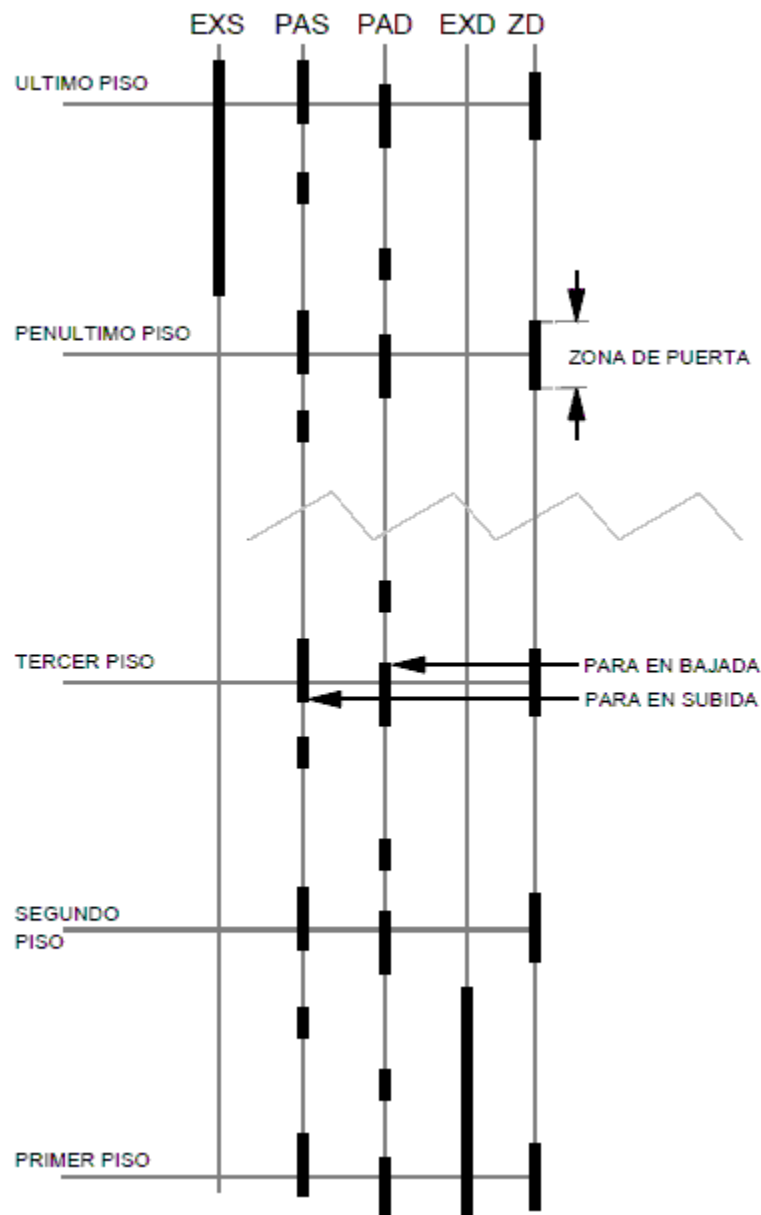 EXS PAS PAD EXD ZD
ULTIMO PISO
PENULTIMO PISO
ZONA DE PUERTA
TERCER PISO
PARA EN BAJADA
PARA EN SUBIDA
SEGUNDO
PISO
PRIMER PISO